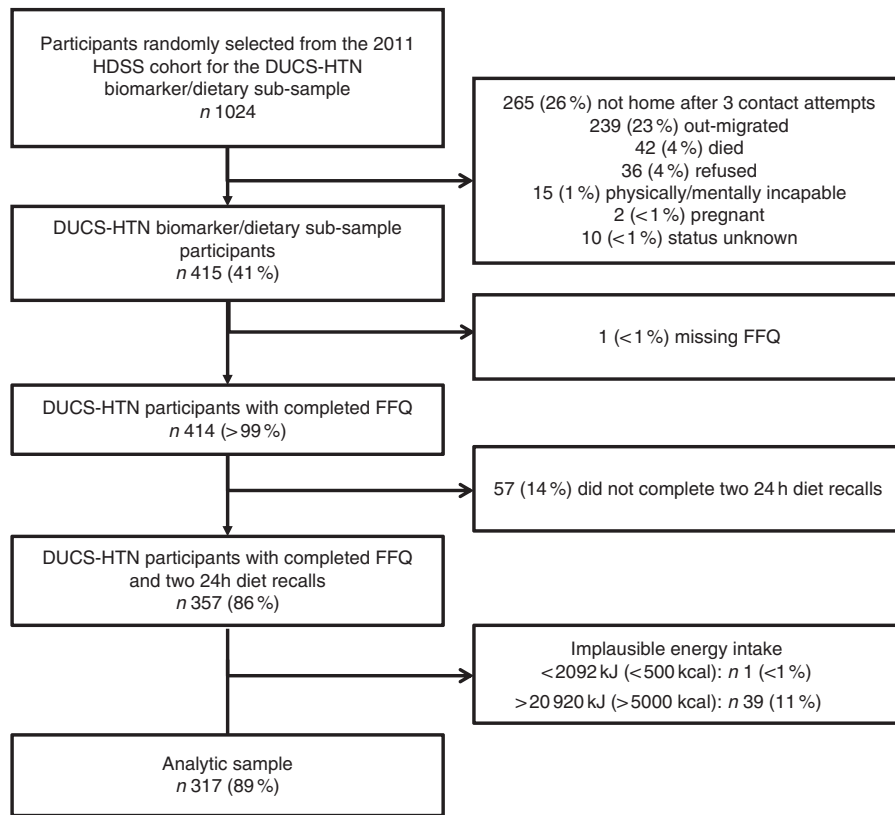 Participants randomly selected from the 2011
HDSS cohort for the DUCS-HTN
biomarker/dietary sub-sample
n 1024
265 (26 %) not home after 3 contact attempts
239 (23 %) out-migrated
42 (4 %) died
36 (4 %) refused
15 (1 %) physically/mentally incapable
2 (<1 %) pregnant
10 (<1 %) status unknown
DUCS-HTN biomarker/dietary sub-sample
participants
n 415 (41 %)
1 (<1 %) missing FFQ
DUCS-HTN participants with completed FFQ
n 414 (>99 %)
57 (14 %) did not complete two 24 h diet recalls
DUCS-HTN participants with completed FFQ
and two 24h diet recalls
n 357 (86 %)
Implausible energy intake
<2092 kJ (<500 kcal): n 1 (<1 %)
>20 920 kJ (>5000 kcal): n 39 (11 %)
Analytic sample
n 317 (89 %)